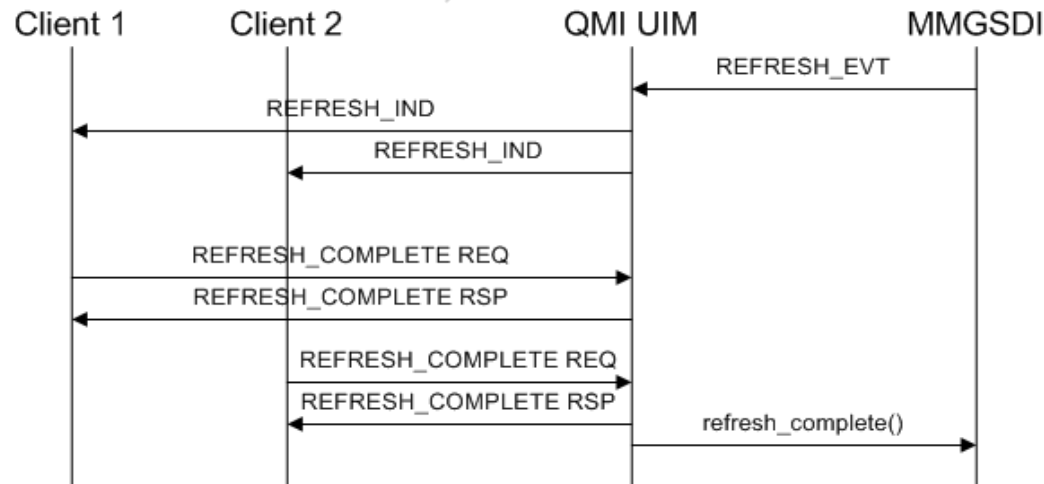 Client 1 Client 2 QMI UIM MMGSDI
REFRESH_EVT
REFRESH_IND
REFRESH_IND
REFRESH_COMPLETE REQ
REFRESH_COMPLETE RSP
REFRESH_COMPLETE REQ
REFRESH_COMPLETE RSP
refresh_complete()